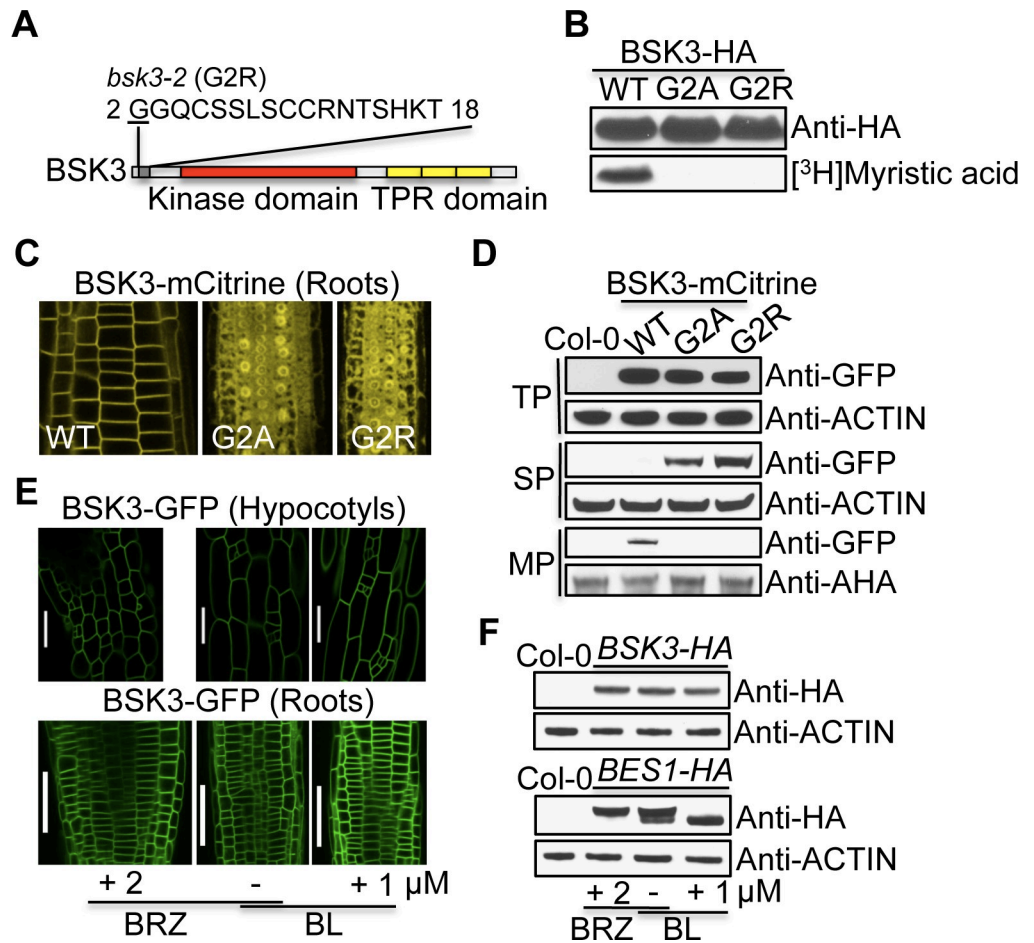 A
bsk3-2 (G2R)
2 GGQCSSLSCCRNTSHKT 18
BSK3
Kinase domain TPR domain
B
BSK3-HA
WT G2A G2R
Anti-HA
[³H]Myristic acid
C
BSK3-mCitrine (Roots)
WT G2A G2R
D
BSK3-mCitrine
Col-0 WT G2A G2R
TP
Anti-GFP
Anti-ACTIN
SP
Anti-GFP
Anti-ACTIN
MP
Anti-GFP
Anti-AHA
E
BSK3-GFP (Hypocotyls)
BSK3-GFP (Roots)
+ 2 - + 1 μM
BRZ BL
F
Col-0 BSK3-HA
Anti-HA
Anti-ACTIN
Col-0 BES1-HA
Anti-HA
Anti-ACTIN
+ 2 - + 1 μM
BRZ BL